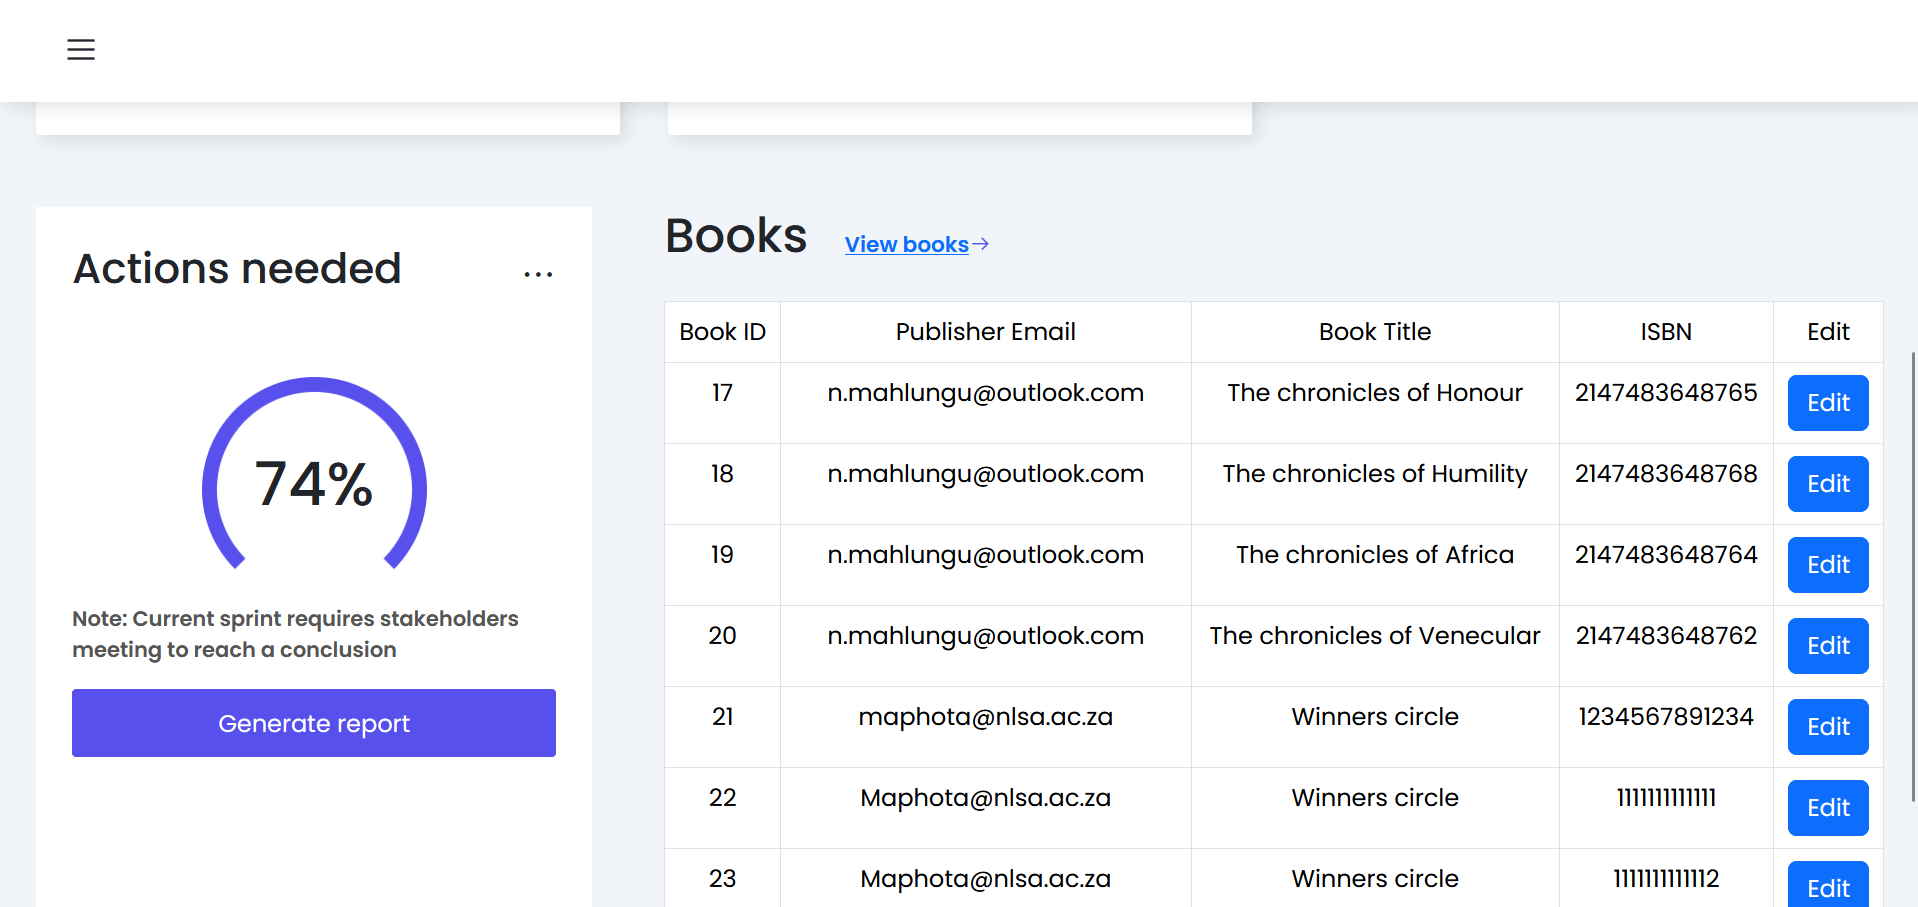 Actions needed
...
74%
Note: Current sprint requires stakeholders
meeting to reach a conclusion
Generate report
Books View books→
Book ID Publisher Email Book Title ISBN Edit
17 n.mahlungu@outlook.com The chronicles of Honour 2147483648765 Edit
18 n.mahlungu@outlook.com The chronicles of Humility 2147483648768 Edit
19 n.mahlungu@outlook.com The chronicles of Africa 2147483648764 Edit
20 n.mahlungu@outlook.com The chronicles of Venecular 2147483648762 Edit
21 maphota@nlsa.ac.za Winners circle 1234567891234 Edit
22 Maphota@nlsa.ac.za Winners circle 1111111111111 Edit
23 Maphota@nlsa.ac.za Winners circle 1111111111112 Edit